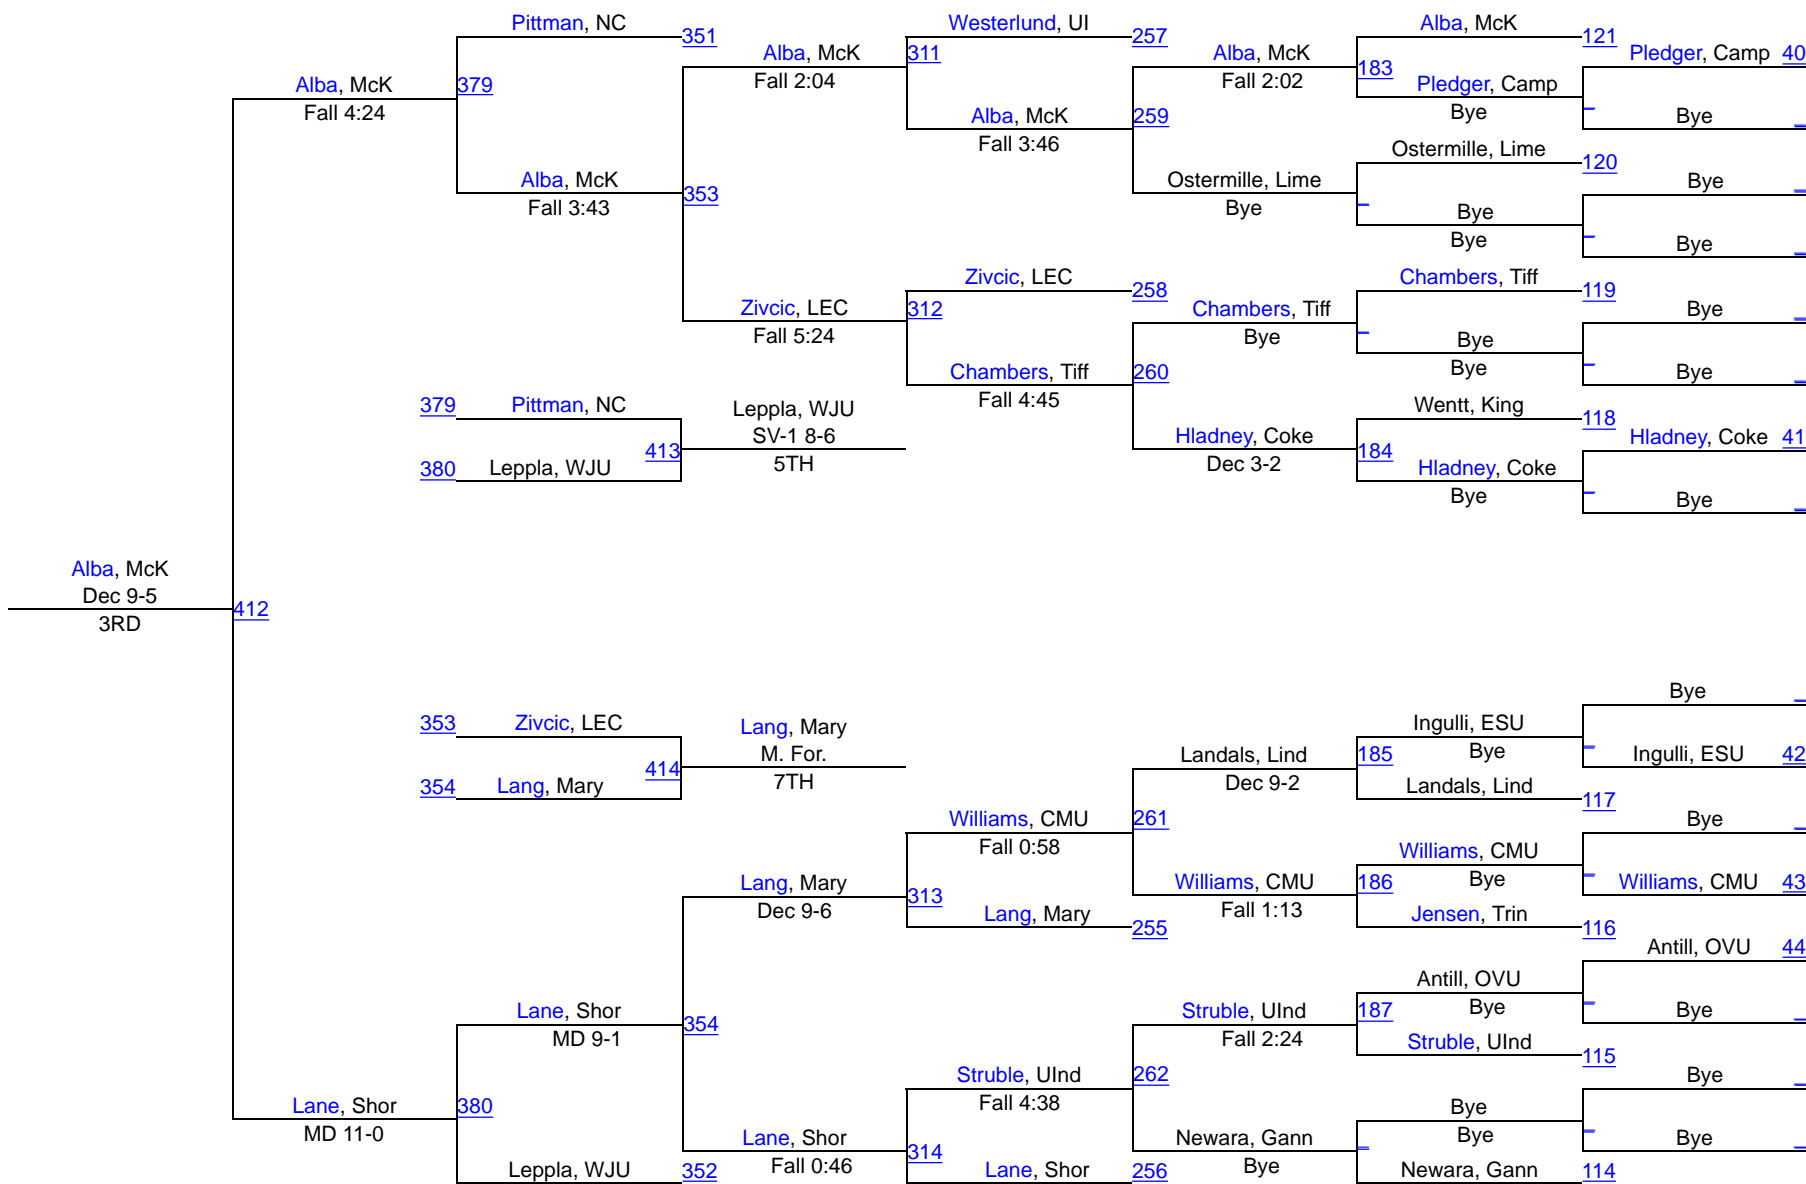 Pittman, NC 351
Westerlund, UI 257
Alba, McK 121
Alba, McK 311
Fall 2:04
Alba, McK
Fall 2:02
Pledger, Camp 40
183
Alba, McK 379
Fall 4:24
Pledger, Camp
Bye
Bye
Alba, McK 259
Fall 3:46
Ostermille, Lime 120
Alba, McK 353
Fall 3:43
Ostermille, Lime
Bye
Bye
Bye
Bye
Bye
Zivcic, LEC 258
Chambers, Tiff 119
Zivcic, LEC 312
Fall 5:24
Chambers, Tiff
Bye
Bye
Bye
Bye
Bye
Chambers, Tiff 260
Fall 4:45
379 Pittman, NC
Leppla, WJU
SV-1 8-6
5TH
413
380 Leppla, WJU
Wentt, King 118
Hladney, Coke 184
Dec 3-2
Hladney, Coke 41
Hladney, Coke
Bye
Bye
Alba, McK
Dec 9-5
3RD
412
Bye
353 Zivcic, LEC
Lang, Mary
M. For.
7TH
414
354 Lang, Mary
Ingulli, ESU
Bye
Ingulli, ESU 42
Landals, Lind 185
Dec 9-2
Landals, Lind 117
Williams, CMU 261
Fall 0:58
Bye
Williams, CMU
Bye
Lang, Mary 313
Dec 9-6
Williams, CMU 186
Fall 1:13
Williams, CMU 43
Lang, Mary 255
Jensen, Trin 116
Antill, OVU 44
Antill, OVU
Bye
Bye
Lane, Shor 354
MD 9-1
Struble, UInd 187
Fall 2:24
Struble, UInd 115
Struble, UInd 262
Fall 4:38
Bye
Lane, Shor 380
MD 11-0
Bye
Bye
Bye
Lane, Shor 314
Fall 0:46
Newara, Gann
Bye
Leppla, WJU 352
Lane, Shor 256
Newara, Gann 114